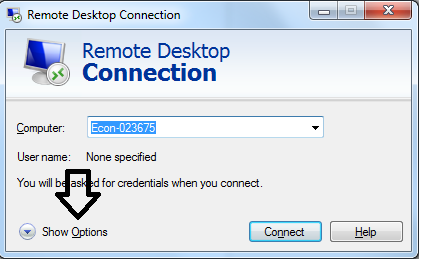 Remote Desktop Connection
Remote Desktop
Connection
Computer: Econ-023675
User name: None specified
You will be asked for credentials when you connect.
Show Options Connect Help